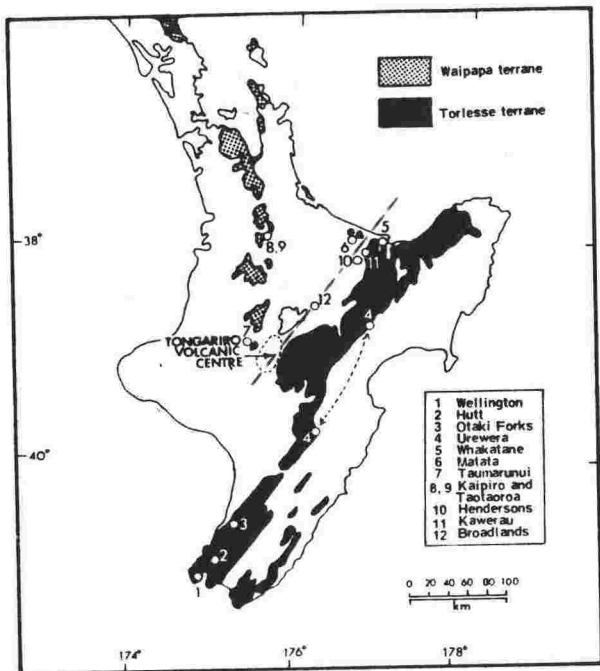 Waipapa terrane
Torlesse terrane
38°
5
6
8,9
10
11
12
4
7
TONGARIRO
VOLCANIC
CENTRE
4
40°
3
2
1
1 Wellington
2 Hutt
3 Otaki Forks
4 Urewera
5 Whakatane
6 Matata
7 Taumarunui
8, 9 Kaipiro and
Taotaoroa
10 Hendersons
11 Kawerau
12 Broadlands
0 20 40 60 80 100
km
174°
176°
178°